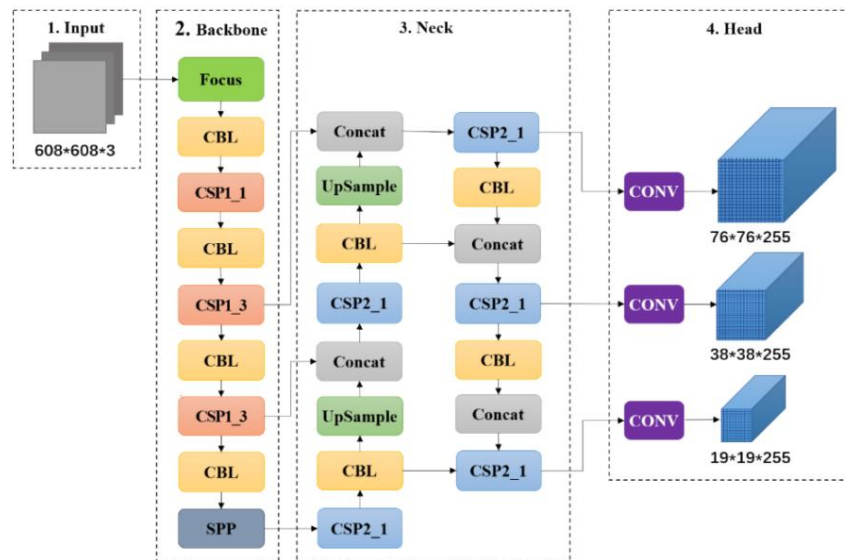 1. Input
608*608*3
2. Backbone
Focus
CBL
CSP1_1
CBL
CSP1_3
CBL
CSP1_3
CBL
SPP
3. Neck
Concat
UpSample
CBL
CSP2_1
Concat
UpSample
CBL
CSP2_1
CSP2_1
CBL
Concat
CSP2_1
CBL
Concat
CSP2_1
4. Head
CONV
76*76*255
CONV
38*38*255
CONV
19*19*255